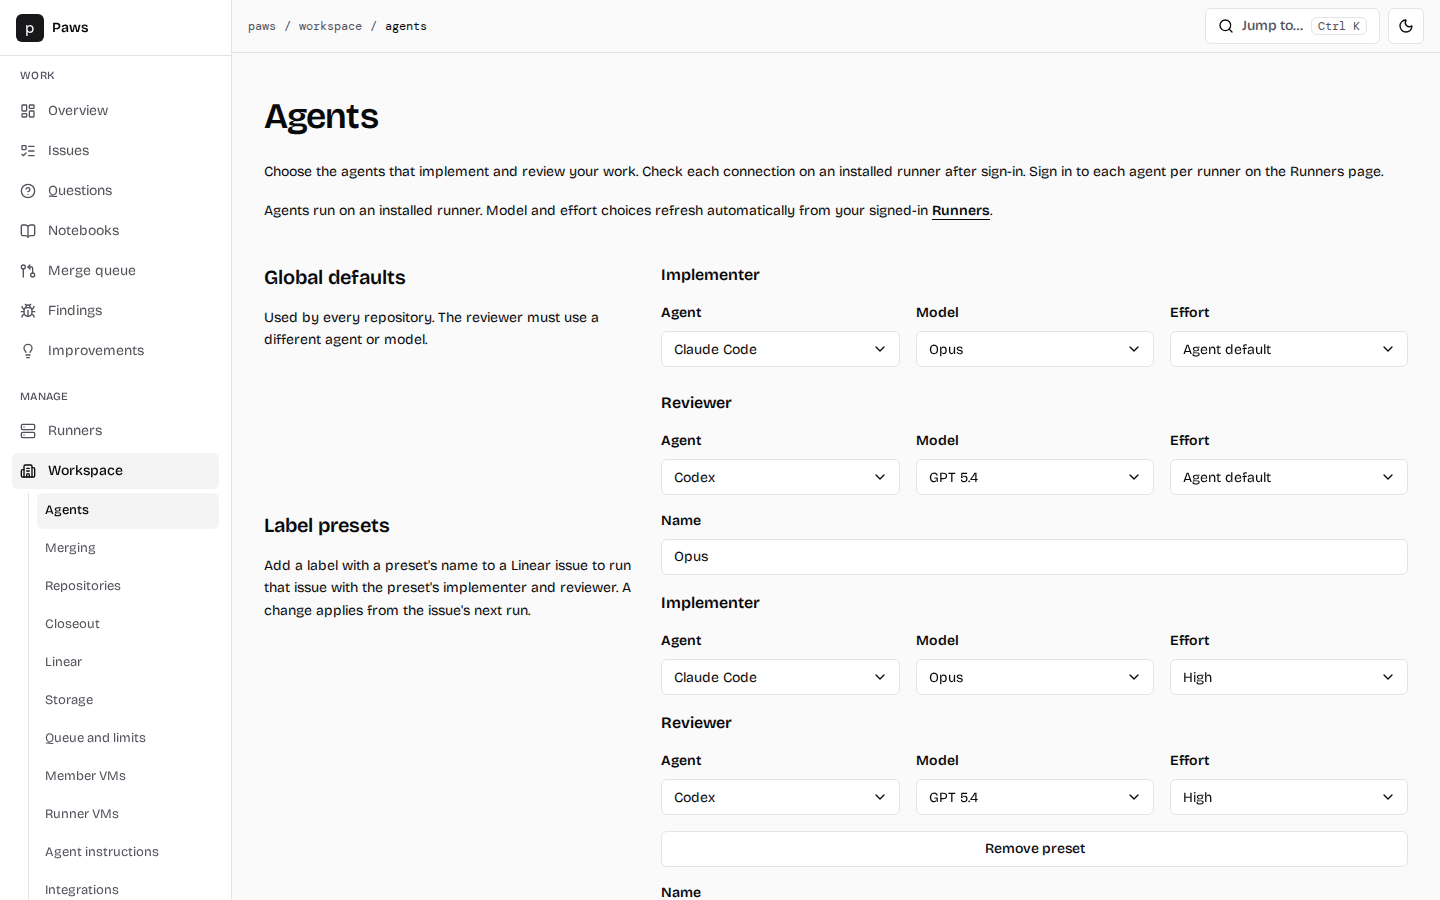 p Paws
WORK
Overview
Issues
Questions
Notebooks
Merge queue
Findings
Improvements
MANAGE
Runners
Workspace
Agents
Merging
Repositories
Closeout
Linear
Storage
Queue and limits
Member VMs
Runner VMs
Agent instructions
Integrations
paws / workspace / agents
Jump to... Ctrl K
Agents
Choose the agents that implement and review your work. Check each connection on an installed runner after sign-in. Sign in to each agent per runner on the Runners page.
Agents run on an installed runner. Model and effort choices refresh automatically from your signed-in Runners.
Global defaults
Used by every repository. The reviewer must use a
different agent or model.
Implementer
Agent Model Effort
Claude Code Opus Agent default
Reviewer
Agent Model Effort
Codex GPT 5.4 Agent default
Label presets
Add a label with a preset's name to a Linear issue to run
that issue with the preset's implementer and reviewer. A
change applies from the issue's next run.
Name
Opus
Implementer
Agent Model Effort
Claude Code Opus High
Reviewer
Agent Model Effort
Codex GPT 5.4 High
Remove preset
Name